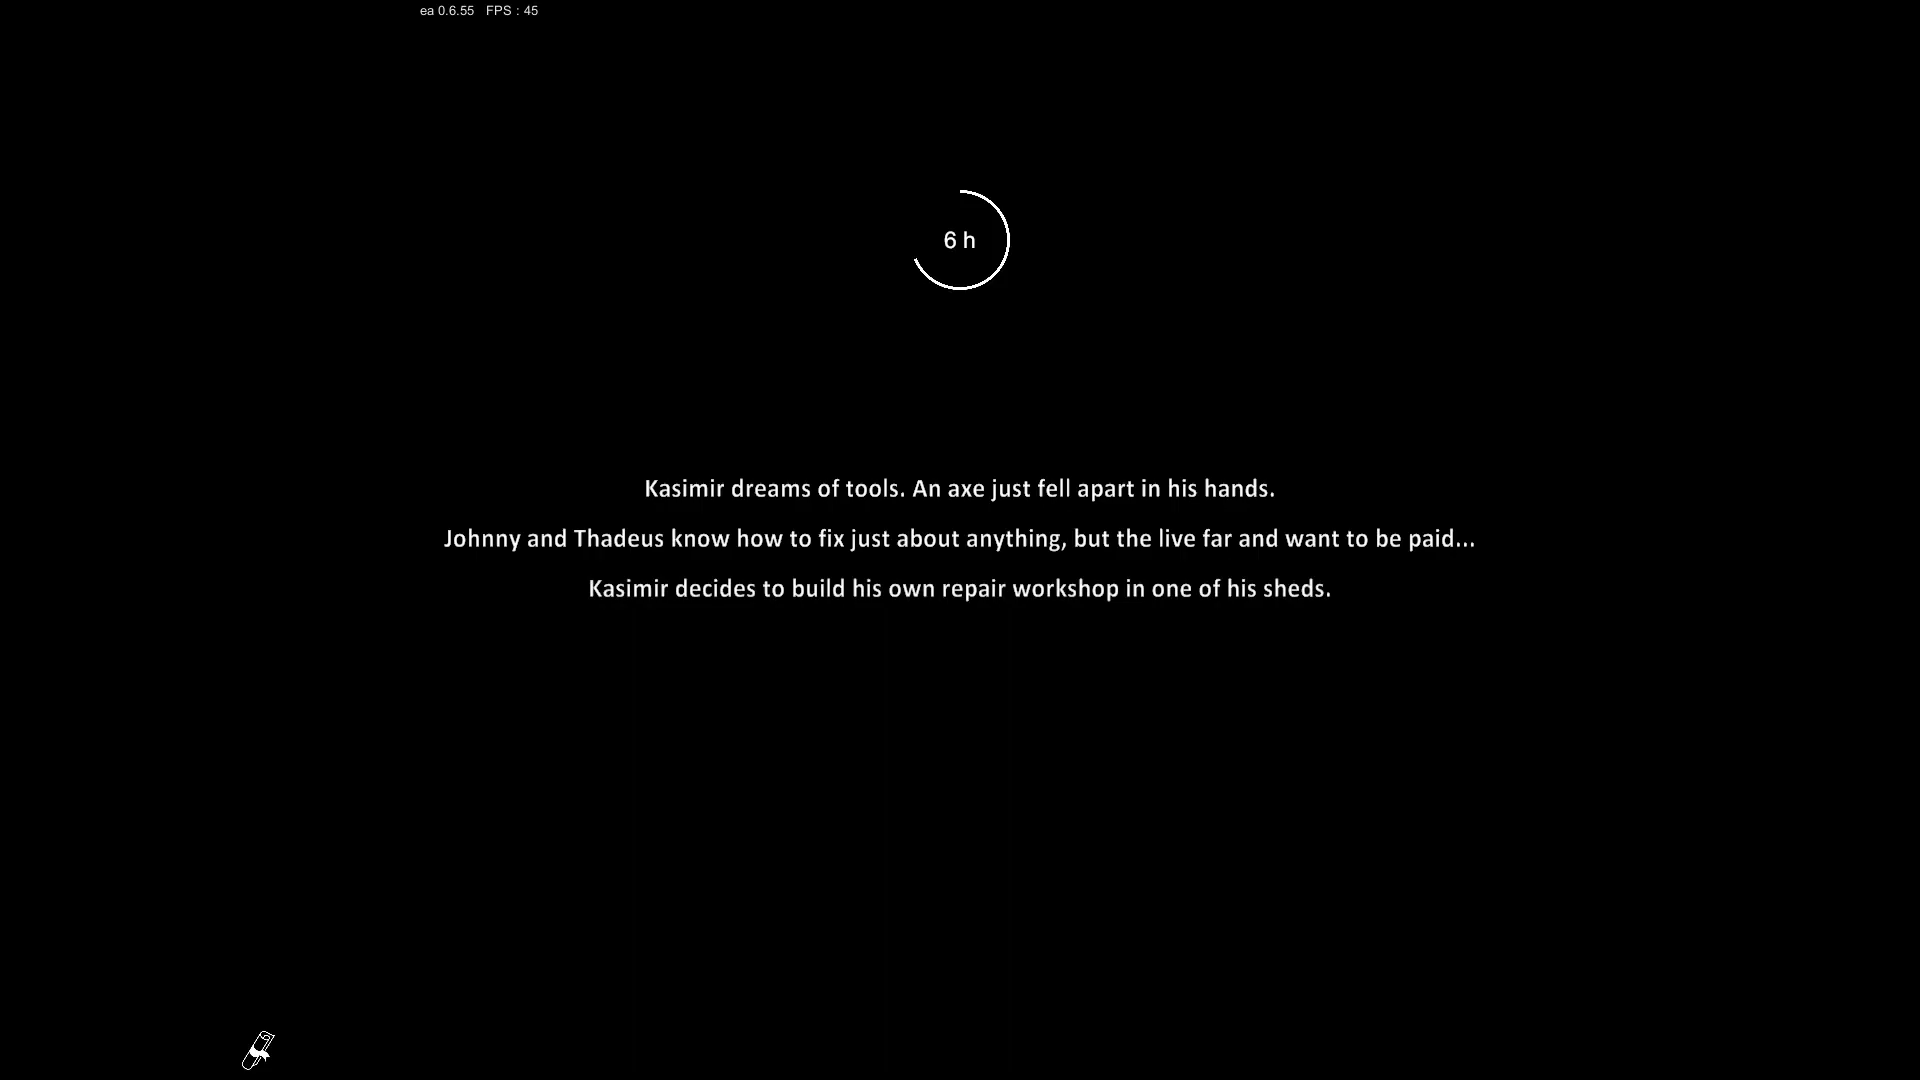 ea 0.6.55 FPS : 45
6 h
Kasimir dreams of tools. An axe just fell apart in his hands.
Johnny and Thadeus know how to fix just about anything, but the live far and want to be paid...
Kasimir decides to build his own repair workshop in one of his sheds.